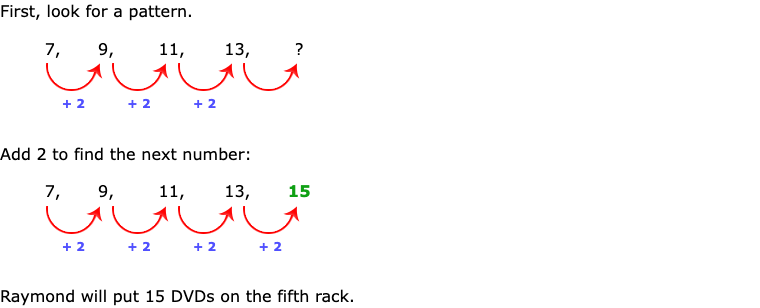 First, look for a pattern.
7, 9, 11, 13, ?
+ 2 + 2 + 2
Add 2 to find the next number:
7, 9, 11, 13, 15
+ 2 + 2 + 2 + 2
Raymond will put 15 DVDs on the fifth rack.